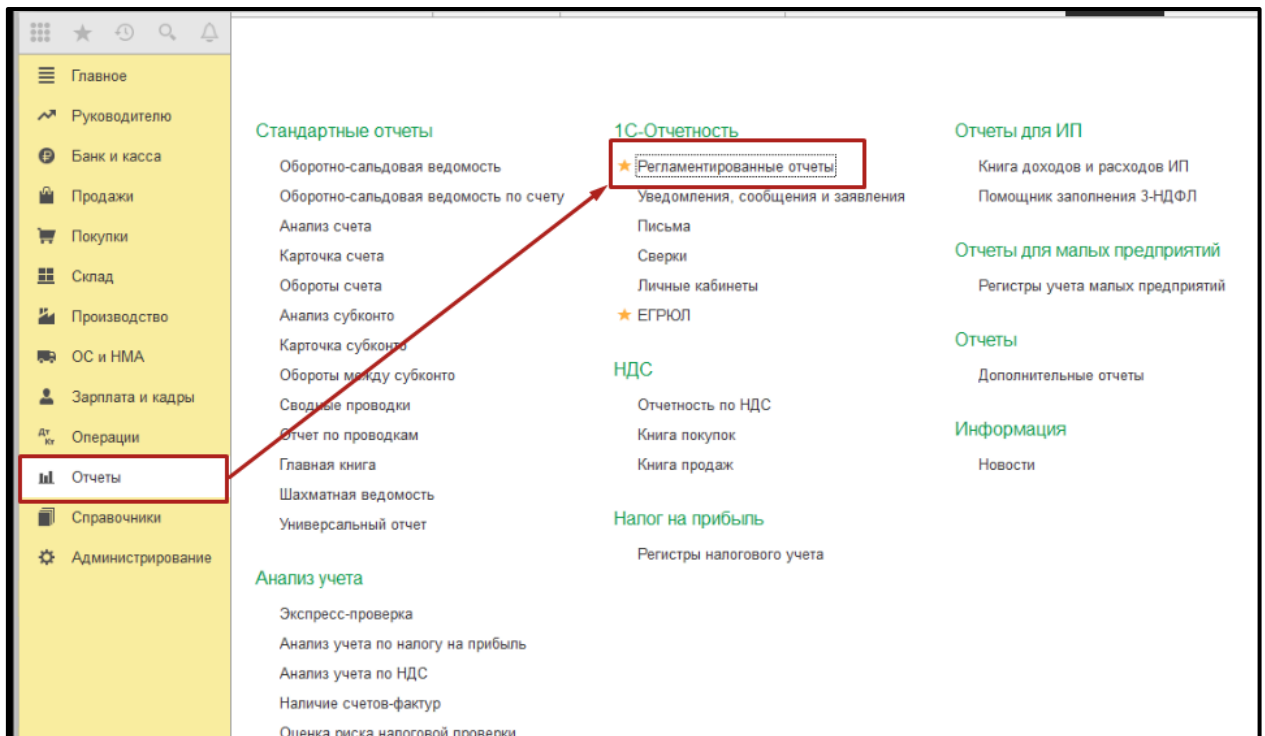 Главное
Руководителю
Банк и касса
Продажи
Покупки
Склад
Производство
ОС и НМА
Зарплата и кадры
Дт Кт Операции
Отчеты
Справочники
Администрирование
Стандартные отчеты
Оборотно-сальдовая ведомость
Оборотно-сальдовая ведомость по счету
Анализ счета
Карточка счета
Обороты счета
Анализ субконто
Карточка субконто
Обороты между субконто
Сводные проводки
Отчет по проводкам
Главная книга
Шахматная ведомость
Универсальный отчет
Анализ учета
Экспресс-проверка
Анализ учета по налогу на прибыль
Анализ учета по НДС
Наличие счетов-фактур
Оценка риска налоговой проверки
1С-Отчетность
Регламентированные отчеты
Уведомления, сообщения и заявления
Письма
Сверки
Личные кабинеты
ЕГРЮЛ
НДС
Отчетность по НДС
Книга покупок
Книга продаж
Налог на прибыль
Регистры налогового учета
Отчеты для ИП
Книга доходов и расходов ИП
Помощник заполнения 3-НДФЛ
Отчеты для малых предприятий
Регистры учета малых предприятий
Отчеты
Дополнительные отчеты
Информация
Новости